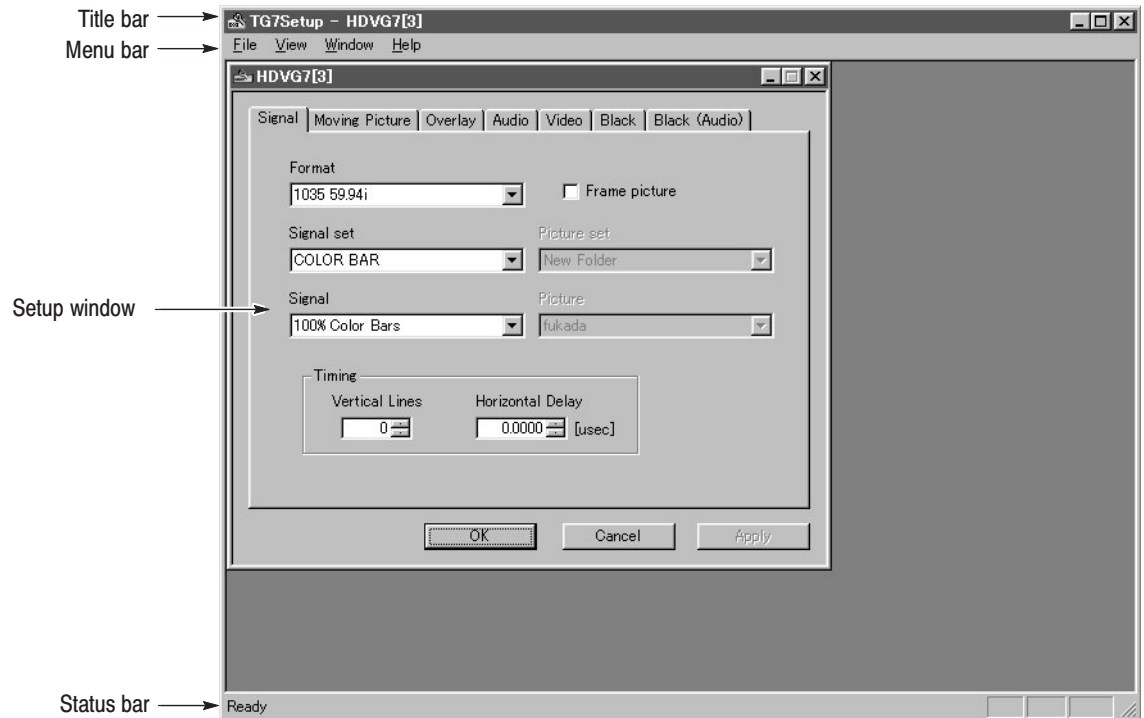 Title bar
TG7Setup - HDVG7[3]
Menu bar
File View Window Help
HDVG7[3]
Signal Moving Picture Overlay Audio Video Black Black (Audio)
Format
1035 59.94i
Frame picture
Signal set Picture set
COLOR BAR New Folder
Setup window
Signal Picture
100% Color Bars fukada
Timing
Vertical Lines Horizontal Delay
0 0.0000 [usec]
OK Cancel Apply
Status bar
Ready